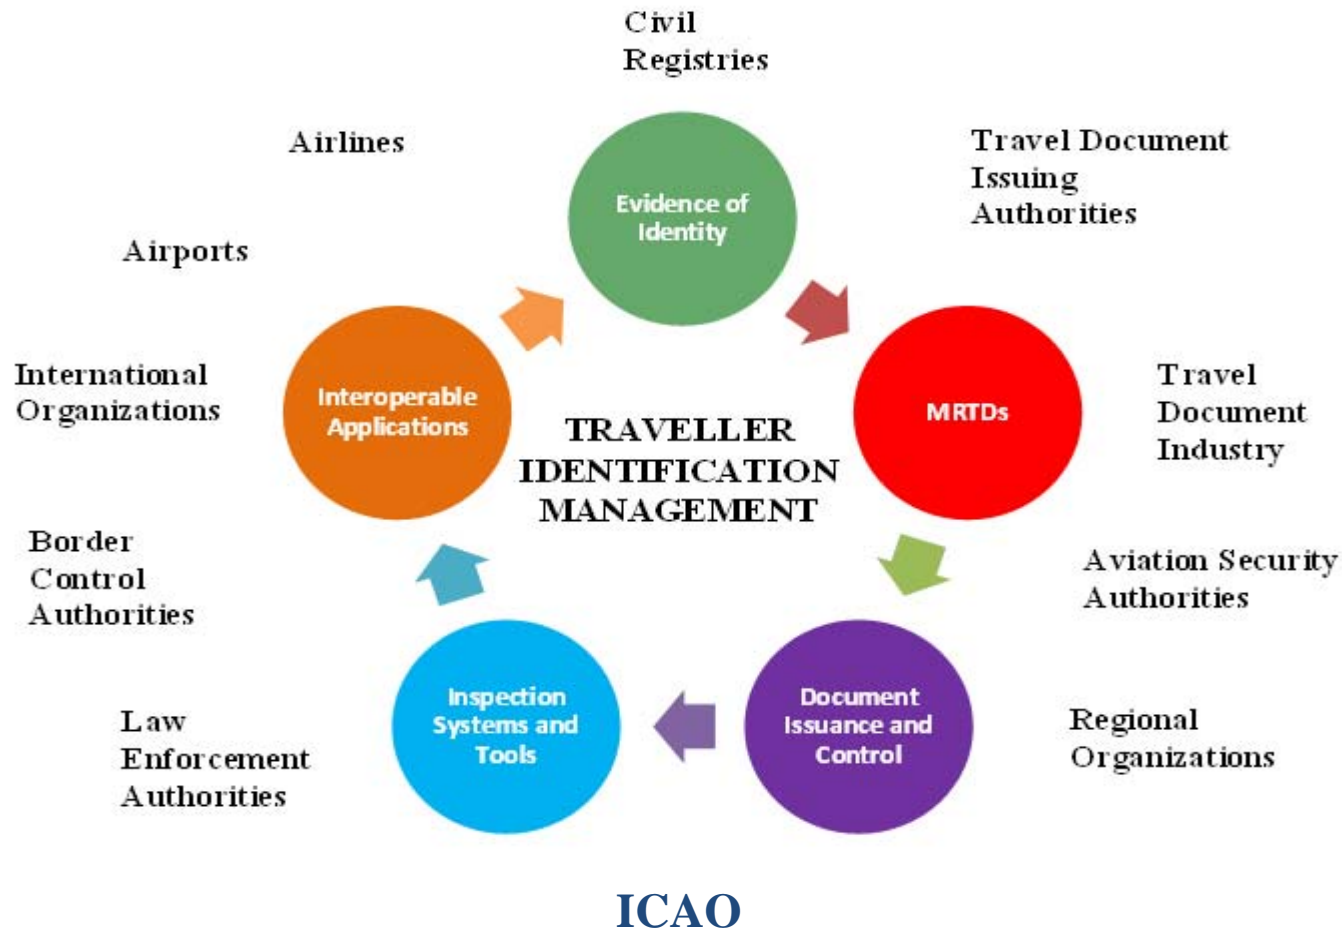 Civil
Registries
Airlines
Travel Document
Issuing
Authorities
Evidence of
Identity
Airports
International
Organizations
Interoperable
Applications
MRTDs
Travel
Document
Industry
TRAVELLER
IDENTIFICATION
MANAGEMENT
Border
Control
Authorities
Aviation Security
Authorities
Inspection
Systems and
Tools
Document
Issuance and
Control
Law
Enforcement
Authorities
Regional
Organizations
ICAO